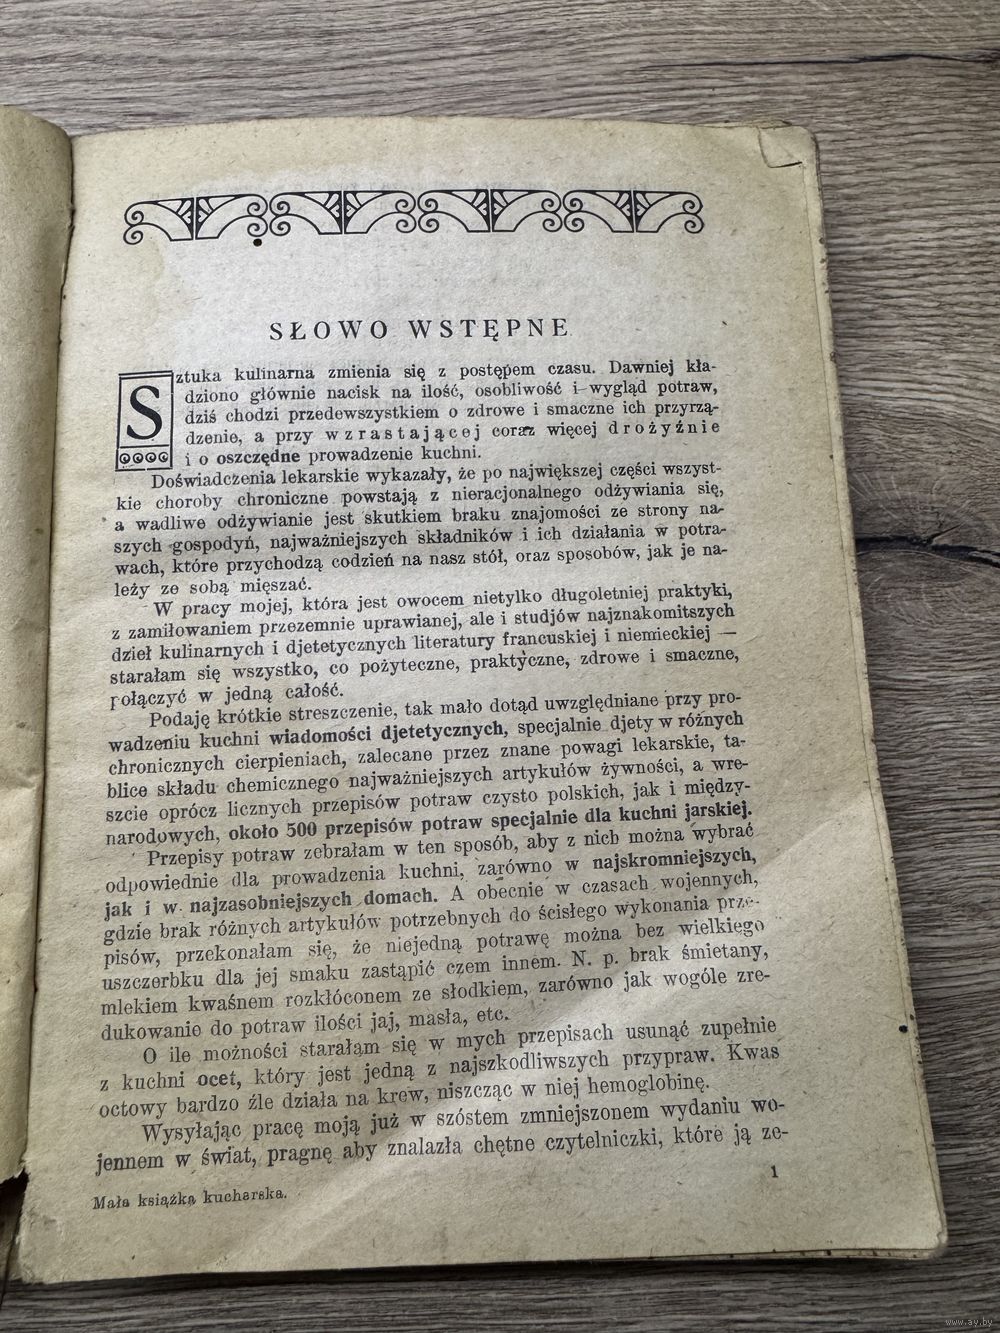 SŁOWO WSTĘPNE
Sztuka kulinarna zmienia się z postępem czasu. Dawniej kła-
dziono głównie nacisk na ilość, osobliwość i wygląd potraw,
dziś chodzi przedewszystkiem o zdrowe i smaczne ich przyrzą-
dzenie, a przy wzrastającej coraz więcej drożyźnie
i o oszczędne prowadzenie kuchni.
Doświadczenia lekarskie wykazały, że po największej części wszyst-
kie choroby chroniczne powstają z nieracjonalnego odżywiania się,
a wadliwe odżywianie jest skutkiem braku znajomości ze strony na-
szych gospodyń, najważniejszych składników i ich działania w potra-
wach, które przychodzą codzień na nasz stół, oraz sposobów, jak je na-
leży ze sobą mięszać.
W pracy mojej, która jest owocem nietylko długoletniej praktyki,
z zamiłowaniem przezemnie uprawianej, ale i studjów najznakomitszych
dzieł kulinarnych i djetetycznych literatury francuskiej i niemieckiej —
starałam się wszystko, co pożyteczne, praktyczne, zdrowe i smaczne,
połączyć w jedną całość.
Podaję krótkie streszczenie, tak mało dotąd uwzględniane przy pro-
wadzeniu kuchni wiadomości djetetycznych, specjalnie djety w różnych
chronicznych cierpieniach, zalecane przez znane powagi lekarskie, ta-
blice składu chemicznego najważniejszych artykułów żywności, a wre-
szcie oprócz licznych przepisów potraw czysto polskich, jak i między-
narodowych, około 500 przepisów potraw specjalnie dla kuchni jarskiej.
Przepisy potraw zebrałam w ten sposób, aby z nich można wybrać
odpowiednie dla prowadzenia kuchni, zarówno w najskromniejszych,
jak i w najzasobniejszych domach. A obecnie w czasach wojennych,
gdzie brak różnych artykułów potrzebnych do ścisłego wykonania prze-
pisów, przekonałam się, że niejedną potrawę można bez wielkiego
uszczerbku dla jej smaku zastąpić czem innem. N. p. brak śmietany,
mlekiem kwaśnem rozkłóconem ze słodkiem, zarówno jak wogóle zre-
dukowanie do potraw ilości jaj, masła, etc.
O ile możności starałam się w mych przepisach usunąć zupełnie
z kuchni ocet, który jest jedną z najszkodliwszych przypraw. Kwas
octowy bardzo źle działa na krew, niszcząc w niej hemoglobinę.
Wysyłając pracę moją już w szóstem zmniejszonem wydaniu wo-
jennem w świat, pragnę aby znalazła chętne czytelniczki, które ją ze-
Mała książka kucharska.
1
www.ay.by